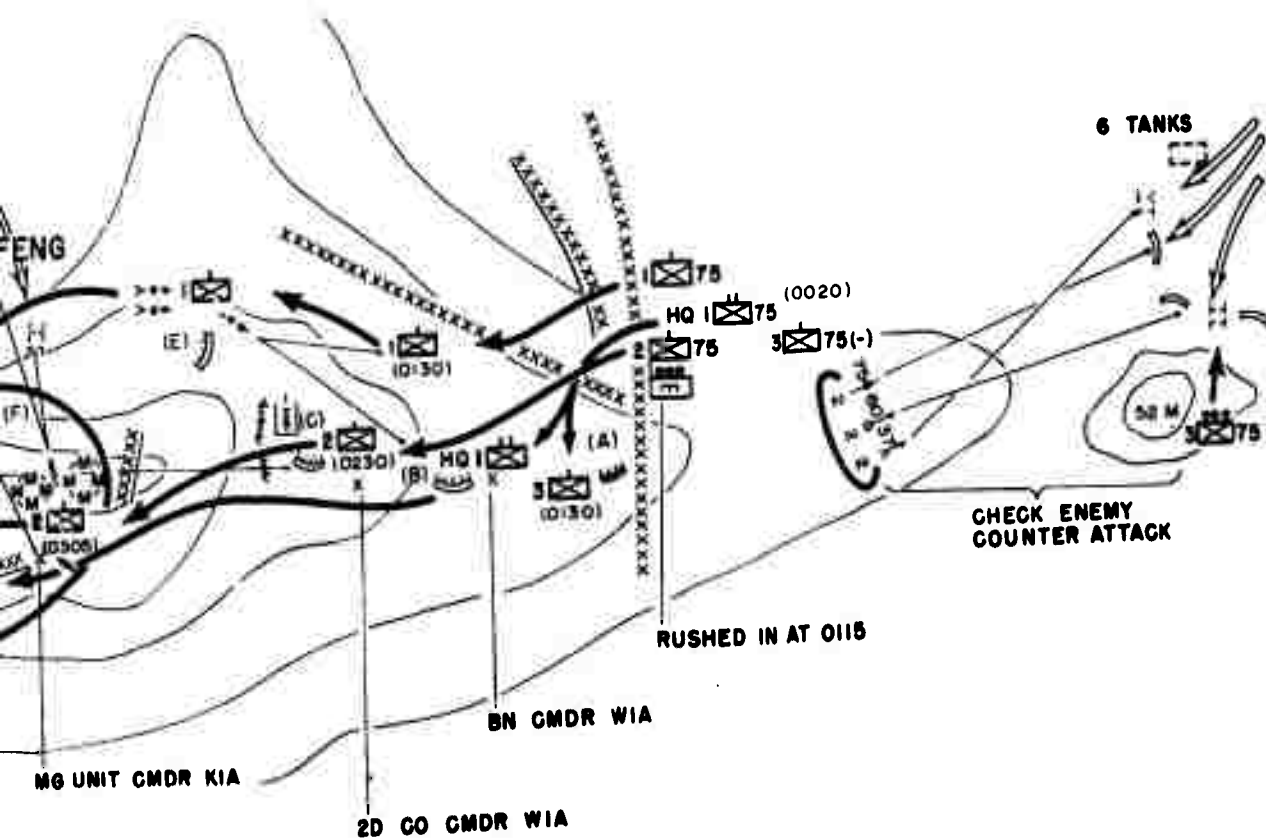 6 TANKS
FENG
1 75
HQ 1 75
(0020)
2 75
3 75(-)
1
(E)
1
(0130)
(F)
(C)
2
(0230)
(B)
HQ 1
(A)
3
(0130)
E
52 M
3 75
M M M M M M
2
(0305)
CHECK ENEMY
COUNTER ATTACK
RUSHED IN AT 0115
BN CMDR WIA
MG UNIT CMDR KIA
2D CO CMDR WIA